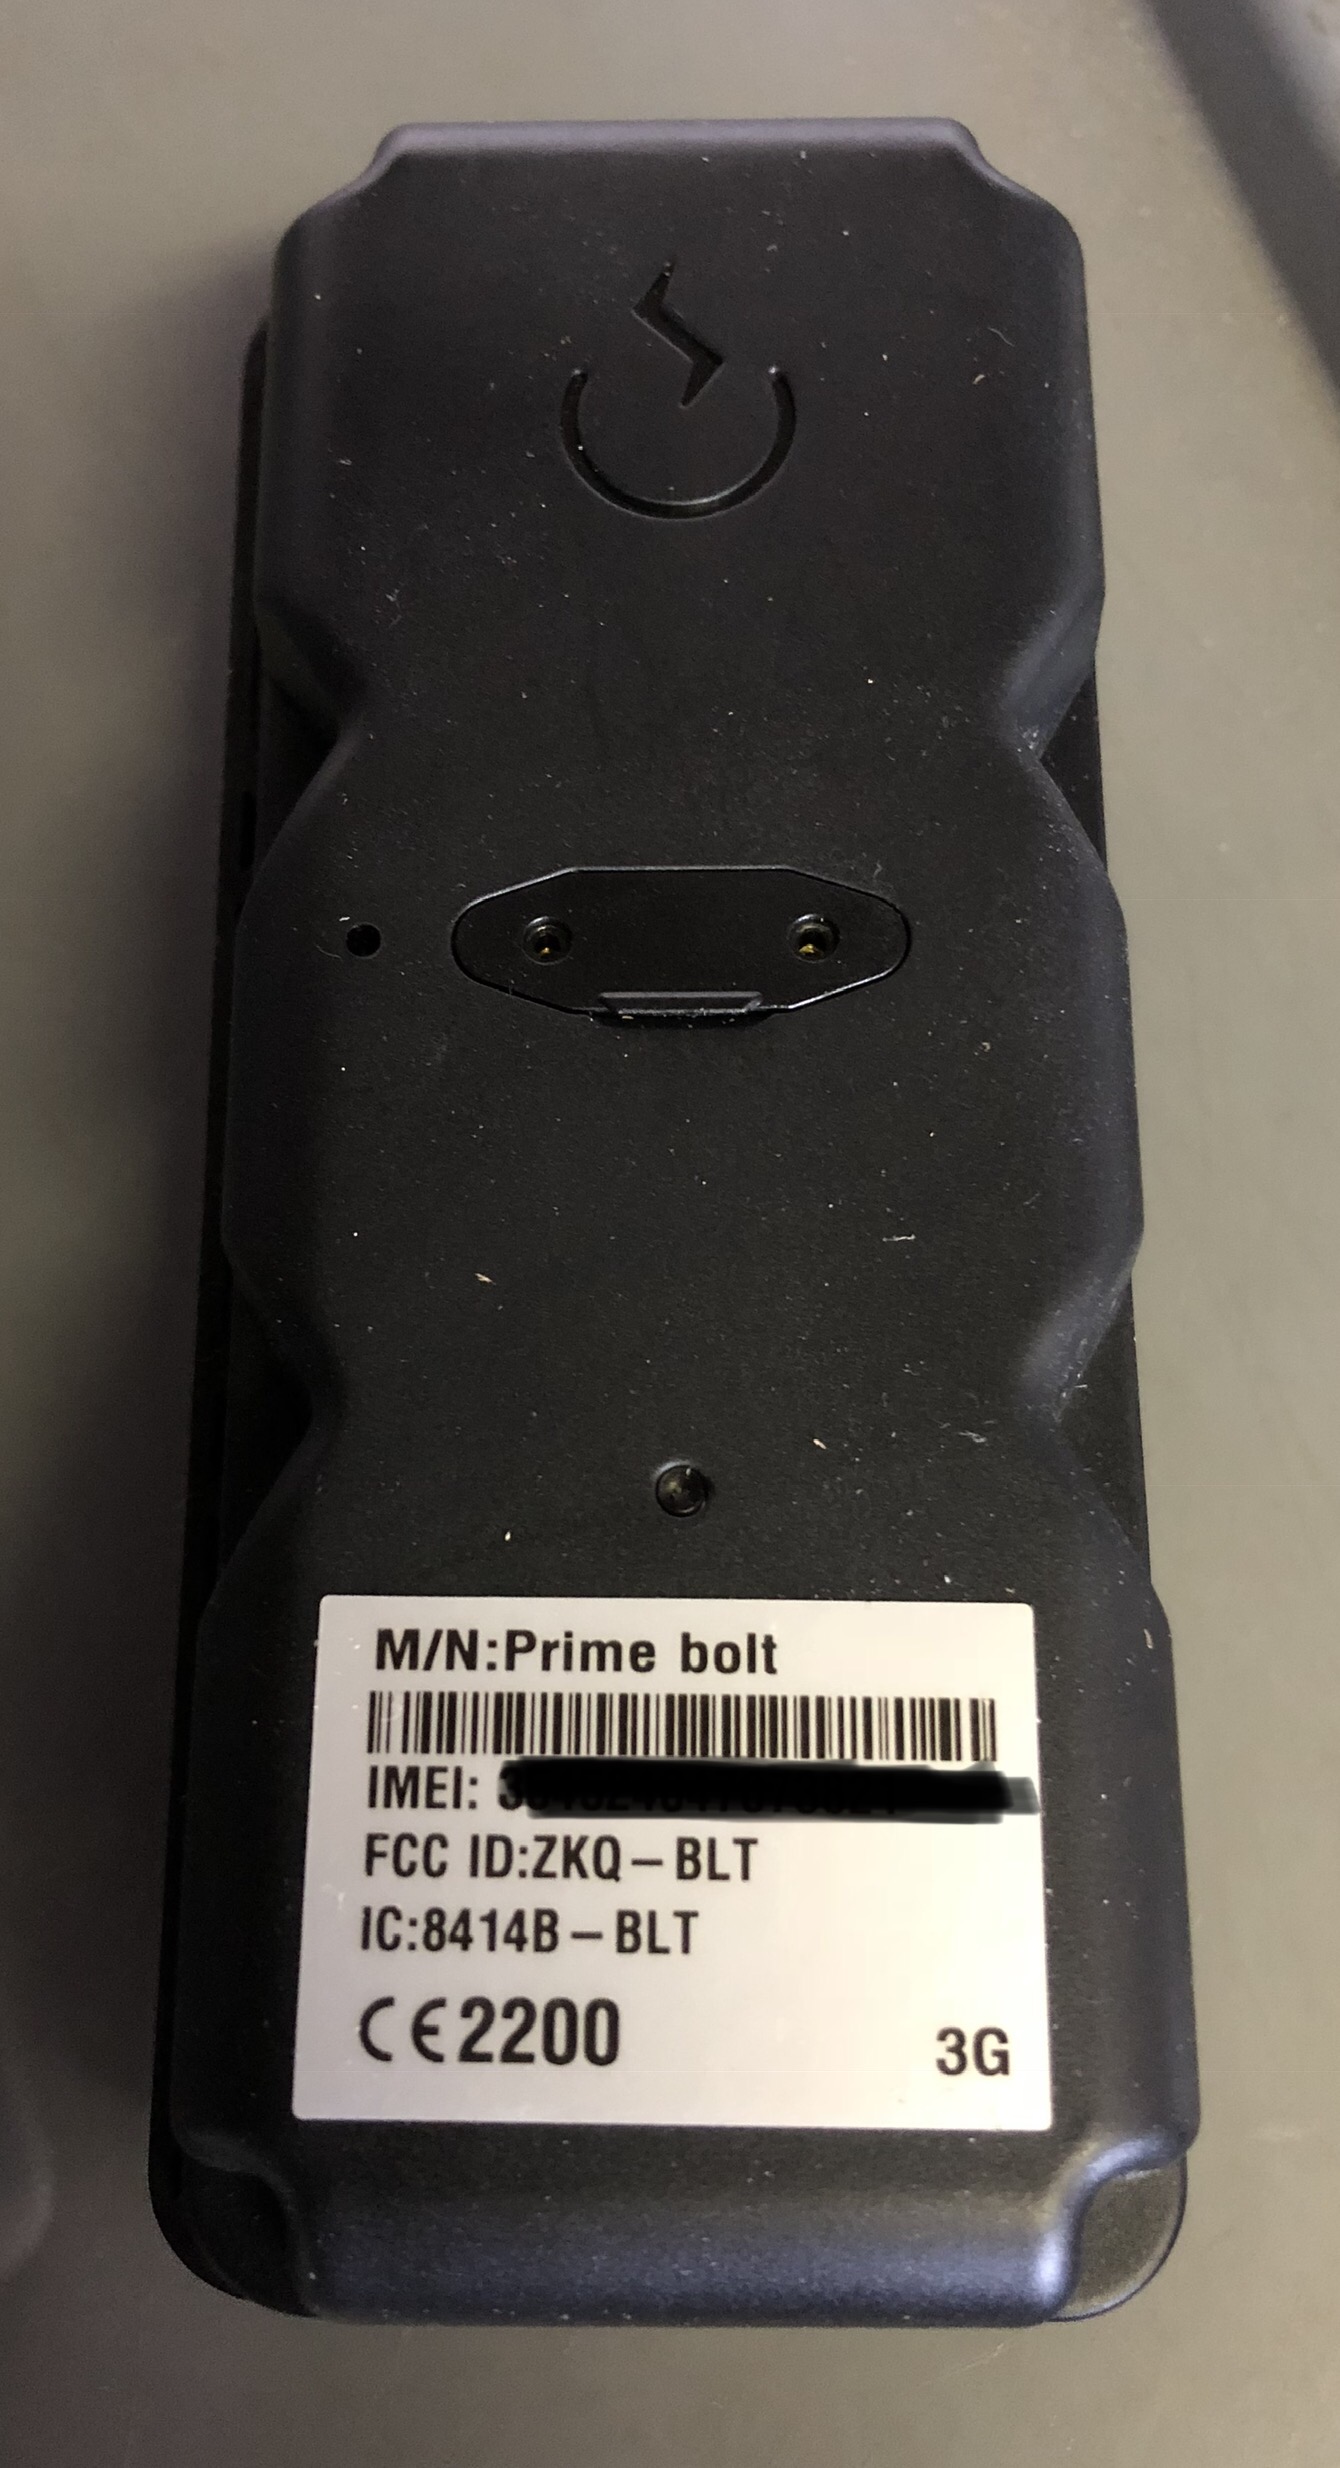 M/N:Prime bolt
IMEI:
FCC ID:ZKQ-BLT
IC:8414B-BLT
CE2200
3G